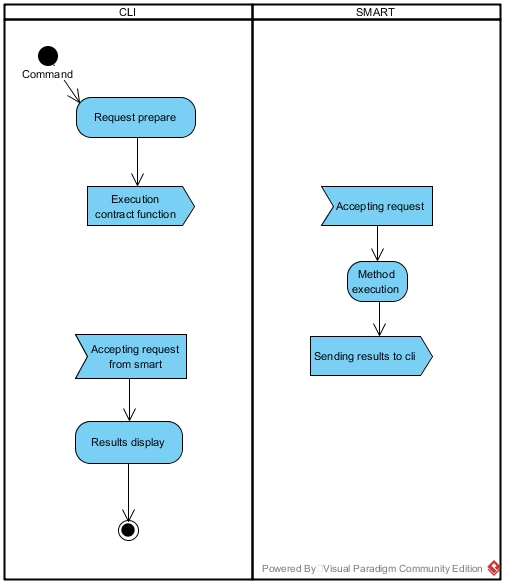 CLI
SMART
Command
Request prepare
Execution
contract function
Accepting request
Method
execution
Accepting request
from smart
Sending results to cli
Results display
Powered By Visual Paradigm Community Edition